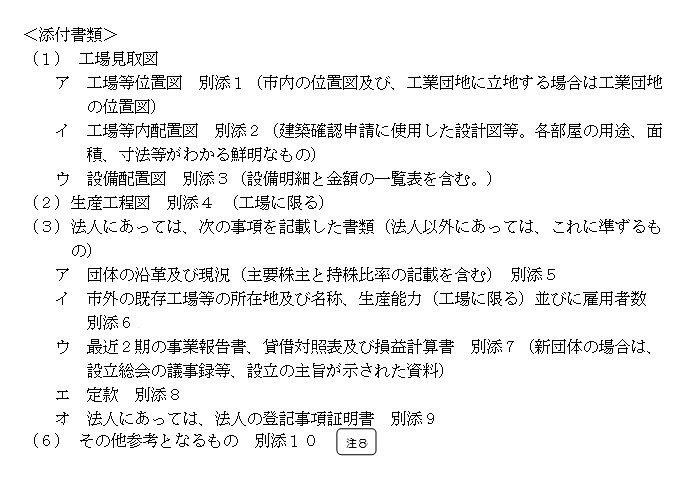 ＜添付書類＞
（１）　工場見取図
ア　工場等位置図　別添１（市内の位置図及び、工業団地に立地する場合は工業団地
の位置図）
イ　工場等内配置図　別添２（建築確認申請に使用した設計図等。各部屋の用途、面
積、寸法等がわかる鮮明なもの）
ウ　設備配置図　別添３（設備明細と金額の一覧表を含む。）
（２）生産工程図　別添４　（工場に限る）
（３）法人にあっては、次の事項を記載した書類（法人以外にあっては、これに準ずるも
の）
ア　団体の沿革及び現況（主要株主と持株比率の記載を含む）　別添５
イ　市外の既存工場等の所在地及び名称、生産能力（工場に限る）並びに雇用者数
別添６
ウ　最近２期の事業報告書、貸借対照表及び損益計算書　別添７（新団体の場合は、
設立総会の議事録等、設立の主旨が示された資料）
エ　定款　別添８
オ　法人にあっては、法人の登記事項証明書　別添９
（６）　その他参考となるもの　別添１０　注８